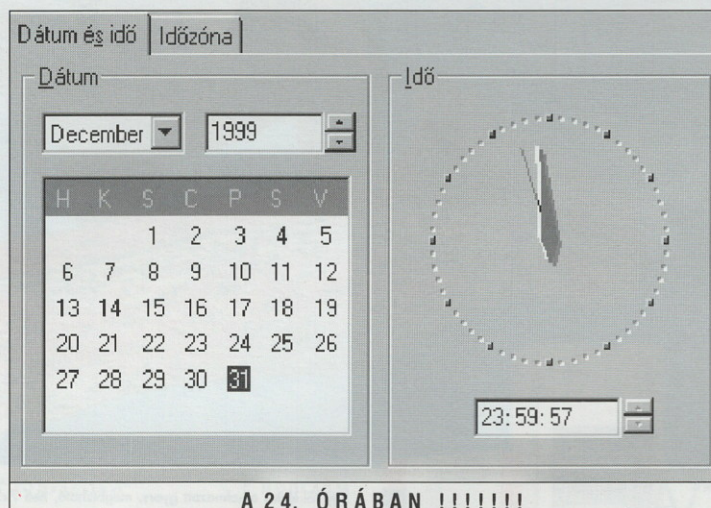 Dátum és idő Időzóna
Dátum
December 1999
H K S C P S V
1 2 3 4 5
6 7 8 9 10 11 12
13 14 15 16 17 18 19
20 21 22 23 24 25 26
27 28 29 30 31
Idő
23:59:57
A 24. ÓRÁBAN !!!!!!!